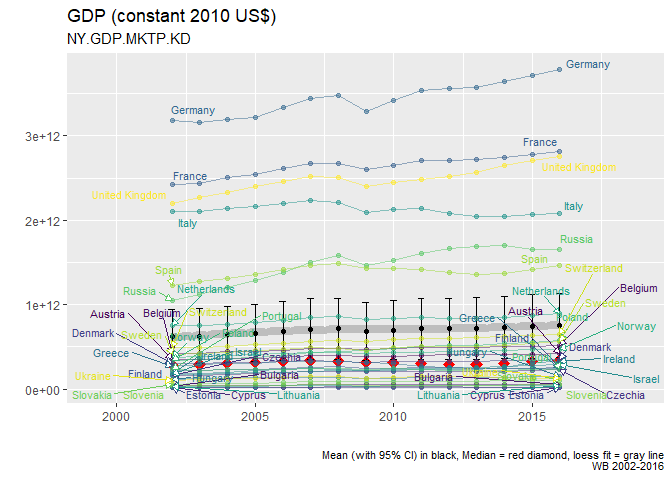 GDP (constant 2010 US$)
NY.GDP.MKTP.KD
Germany
Germany
3e+12
France
France
United Kingdom
United Kingdom
2e+12
Italy
Italy
Russia
Spain
Spain
Switzerland
Russia
Netherlands
Netherlands
Belgium
1e+12
Sweden
Austria
Belgium
Switzerland
Portugal
Austria
Poland
Norway
Denmark
Sweden
Norway
Poland
Finland
Greece
Denmark
Greece
Ireland
Israel
Czechia
Hungary
Portugal
Ireland
Ukraine
Finland
Hungary
Bulgaria
Bulgaria
Israel
0e+00
Slovakia
Slovenia
Estonia
Cyprus
Lithuania
Lithuania
Cyprus
Estonia
Slovenia
Czechia
2000
2005
2010
2015
Mean (with 95% CI) in black, Median = red diamond, loess fit = gray line
WB 2002-2016